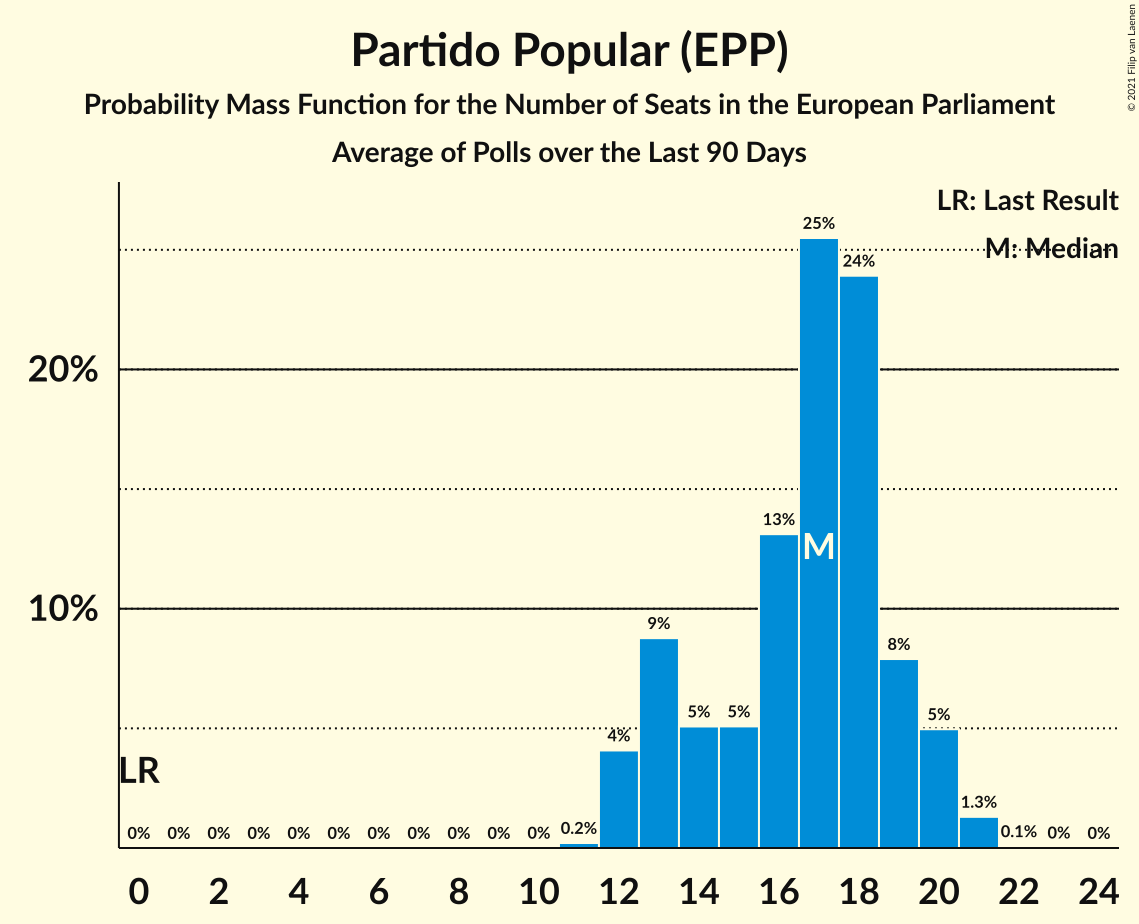 Partido Popular (EPP)
Probability Mass Function for the Number of Seats in the European Parliament
Average of Polls over the Last 90 Days
© 2021 Filip van Laenen
LR: Last Result
M: Median
25%
24%
20%
13%
M
10%
9%
8%
5%
5%
5%
4%
LR
1.3%
0% 0% 0% 0% 0% 0% 0% 0% 0% 0% 0% 0.2% 0.1% 0% 0%
0 2 4 6 8 10 12 14 16 18 20 22 24